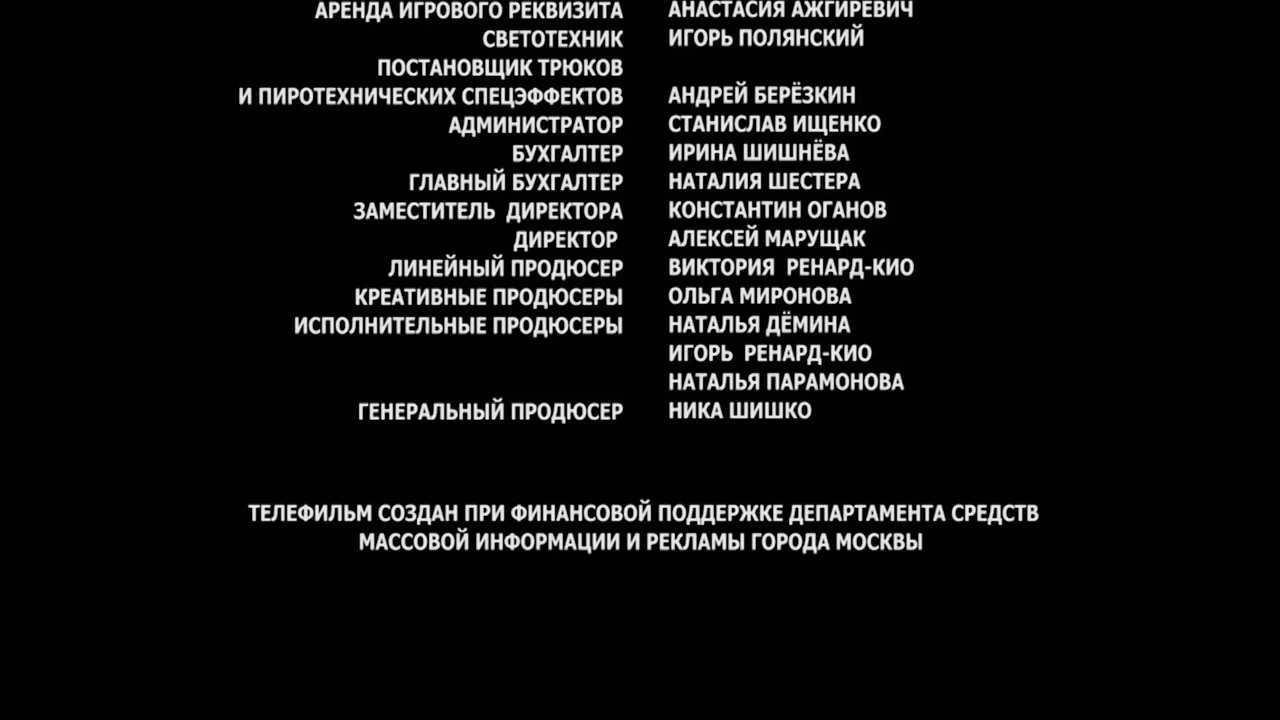 АРЕНДА ИГРОВОГО РЕКВИЗИТА АНАСТАСИЯ АЖГИРЕВИЧ
СВЕТОТЕХНИК ИГОРЬ ПОЛЯНСКИЙ
ПОСТАНОВЩИК ТРЮКОВ
И ПИРОТЕХНИЧЕСКИХ СПЕЦЭФФЕКТОВ АНДРЕЙ БЕРЁЗКИН
АДМИНИСТРАТОР СТАНИСЛАВ ИЩЕНКО
БУХГАЛТЕР ИРИНА ШИШНЁВА
ГЛАВНЫЙ БУХГАЛТЕР НАТАЛИЯ ШЕСТЕРА
ЗАМЕСТИТЕЛЬ ДИРЕКТОРА КОНСТАНТИН ОГАНОВ
ДИРЕКТОР АЛЕКСЕЙ МАРУЩАК
ЛИНЕЙНЫЙ ПРОДЮСЕР ВИКТОРИЯ РЕНАРД-КИО
КРЕАТИВНЫЕ ПРОДЮСЕРЫ ОЛЬГА МИРОНОВА
ИСПОЛНИТЕЛЬНЫЕ ПРОДЮСЕРЫ НАТАЛЬЯ ДЁМИНА
ИГОРЬ РЕНАРД-КИО
НАТАЛЬЯ ПАРАМОНОВА
ГЕНЕРАЛЬНЫЙ ПРОДЮСЕР НИКА ШИШКО
ТЕЛЕФИЛЬМ СОЗДАН ПРИ ФИНАНСОВОЙ ПОДДЕРЖКЕ ДЕПАРТАМЕНТА СРЕДСТВ
МАССОВОЙ ИНФОРМАЦИИ И РЕКЛАМЫ ГОРОДА МОСКВЫ